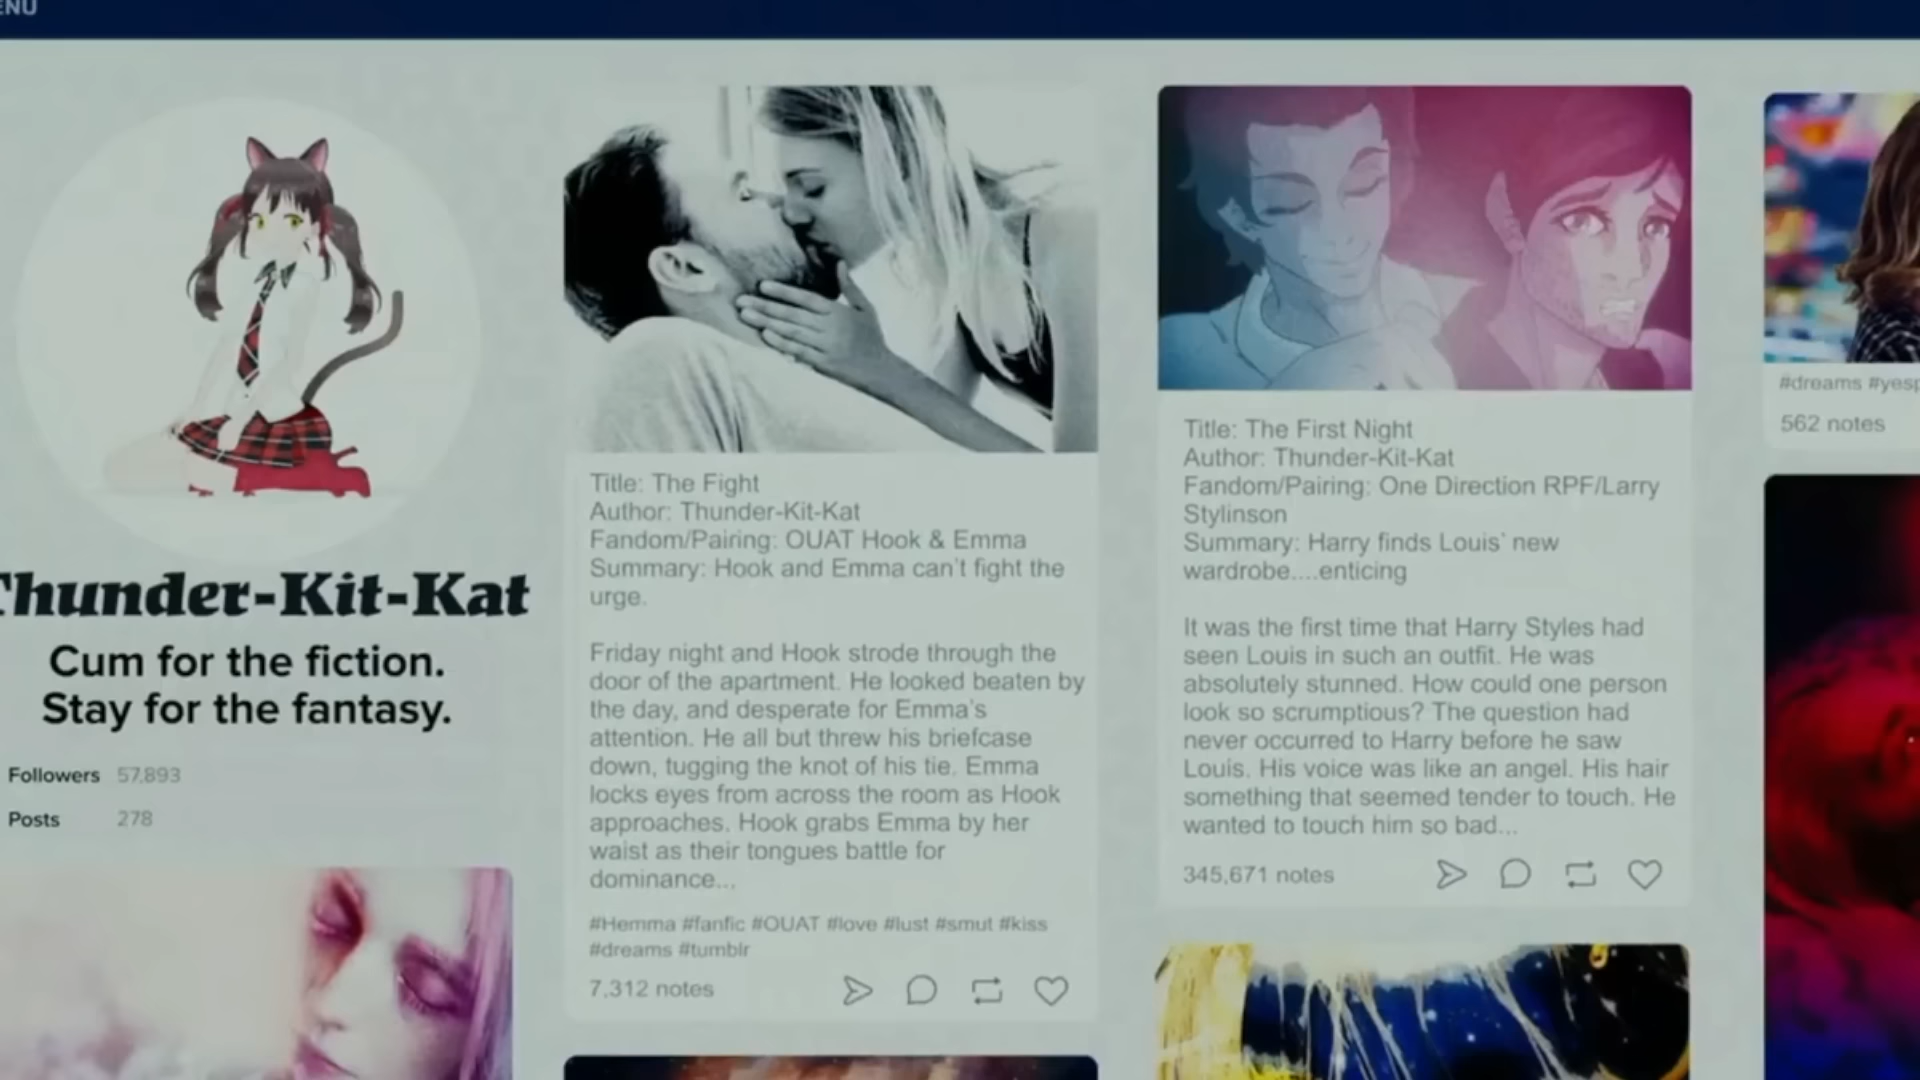 Thunder-Kit-Kat
Cum for the fiction.
Stay for the fantasy.
Followers 57,893
Posts 278
Title: The Fight
Author: Thunder-Kit-Kat
Fandom/Pairing: OUAT Hook & Emma
Summary: Hook and Emma can't fight the
urge.
Friday night and Hook strode through the
door of the apartment. He looked beaten by
the day, and desperate for Emma's
attention. He all but threw his briefcase
down, tugging the knot of his tie. Emma
locks eyes from across the room as Hook
approaches. Hook grabs Emma by her
waist as their tongues battle for
dominance...
#Hemma #fanfic #OUAT #love #lust #smut #kiss
#dreams #tumblr
7,312 notes
Title: The First Night
Author: Thunder-Kit-Kat
Fandom/Pairing: One Direction RPF/Larry
Stylinson
Summary: Harry finds Louis' new
wardrobe....enticing
It was the first time that Harry Styles had
seen Louis in such an outfit. He was
absolutely stunned. How could one person
look so scrumptious? The question had
never occurred to Harry before he saw
Louis. His voice was like an angel. His hair
something that seemed tender to touch. He
wanted to touch him so bad...
345,671 notes
#dreams
562 notes